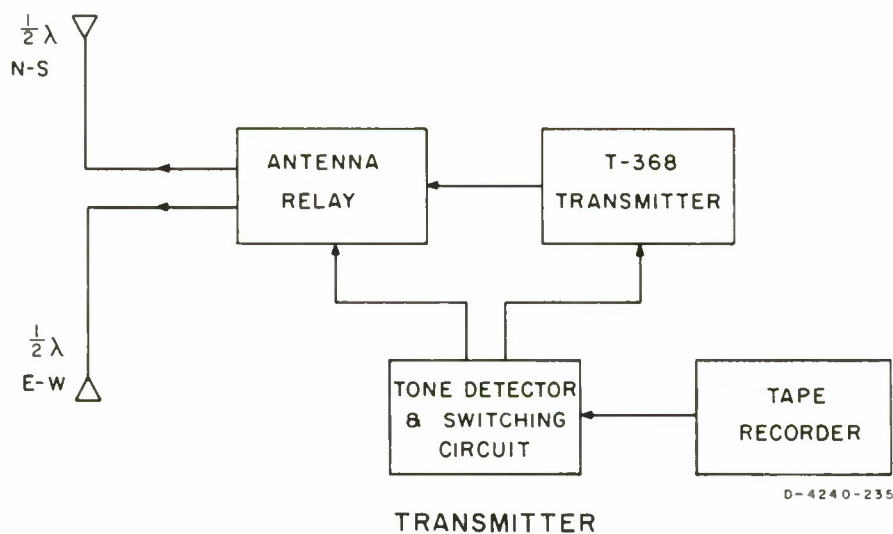 ½ λ
N-S
ANTENNA
RELAY
T-368
TRANSMITTER
½ λ
E-W
TONE DETECTOR
& SWITCHING
CIRCUIT
TAPE
RECORDER
D-4240-235
TRANSMITTER